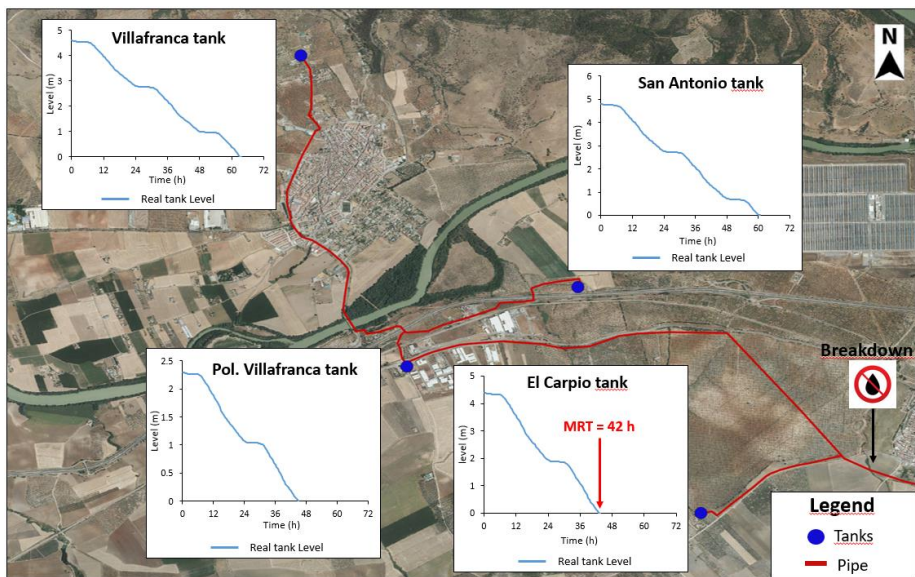 Villafranca tank
5
4
3
2
1
0
Level (m)
0 12 24 36 48 60 72
Time (h)
Real tank Level
N
San Antonio tank
6
5
4
3
2
1
0
Level (m)
0 12 24 36 48 60 72
Time (h)
Real tank Level
Pol. Villafranca tank
2.5
2
1.5
1
0.5
0
Level (m)
0 12 24 36 48 60 72
Time (h)
Real tank Level
El Carpio tank
5
4
3
2
1
0
level (m)
MRT = 42 h
0 12 24 36 48 60 72
Time (h)
Real tank Level
Breakdown
Legend
Tanks
Pipe